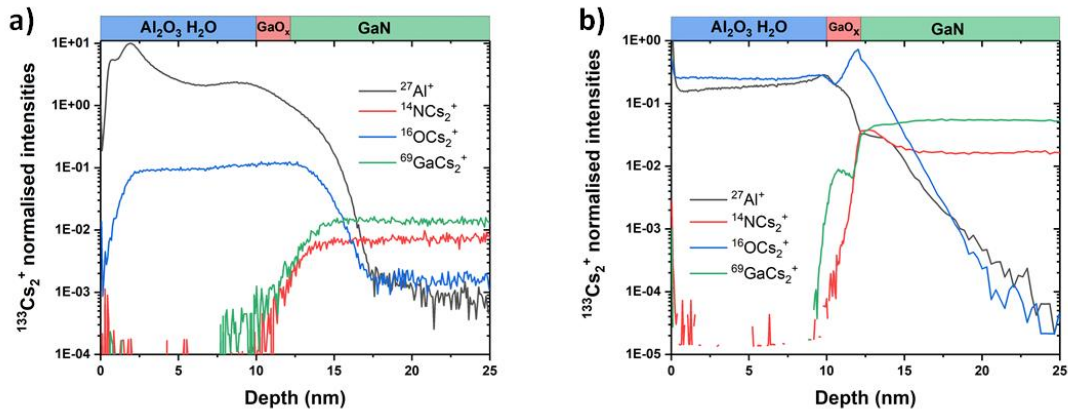 a)
Al₂O₃ H₂O GaOₓ GaN
¹³³Cs₂⁺ normalised intensities
1E+01
1E+00
1E-01
1E-02
1E-03
1E-04
²⁷Al⁺
¹⁴NCs₂⁺
¹⁶OCs₂⁺
⁶⁹GaCs₂⁺
0 5 10 15 20 25
Depth (nm)
b)
Al₂O₃ H₂O GaOₓ GaN
¹³³Cs₂⁺ normalised intensities
1E+00
1E-01
1E-02
1E-03
1E-04
1E-05
²⁷Al⁺
¹⁴NCs₂⁺
¹⁶OCs₂⁺
⁶⁹GaCs₂⁺
0 5 10 15 20 25
Depth (nm)